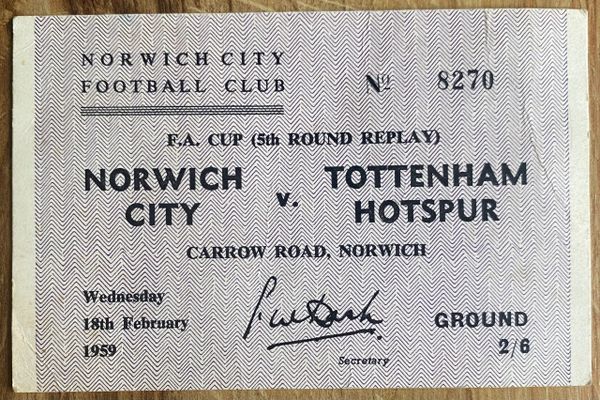 NORWICH CITY
FOOTBALL CLUB
Nº 8270
F.A. CUP (5th ROUND REPLAY)
NORWICH CITY v. TOTTENHAM HOTSPUR
CARROW ROAD, NORWICH
Wednesday
18th February
1959
Secretary
GROUND
2/6